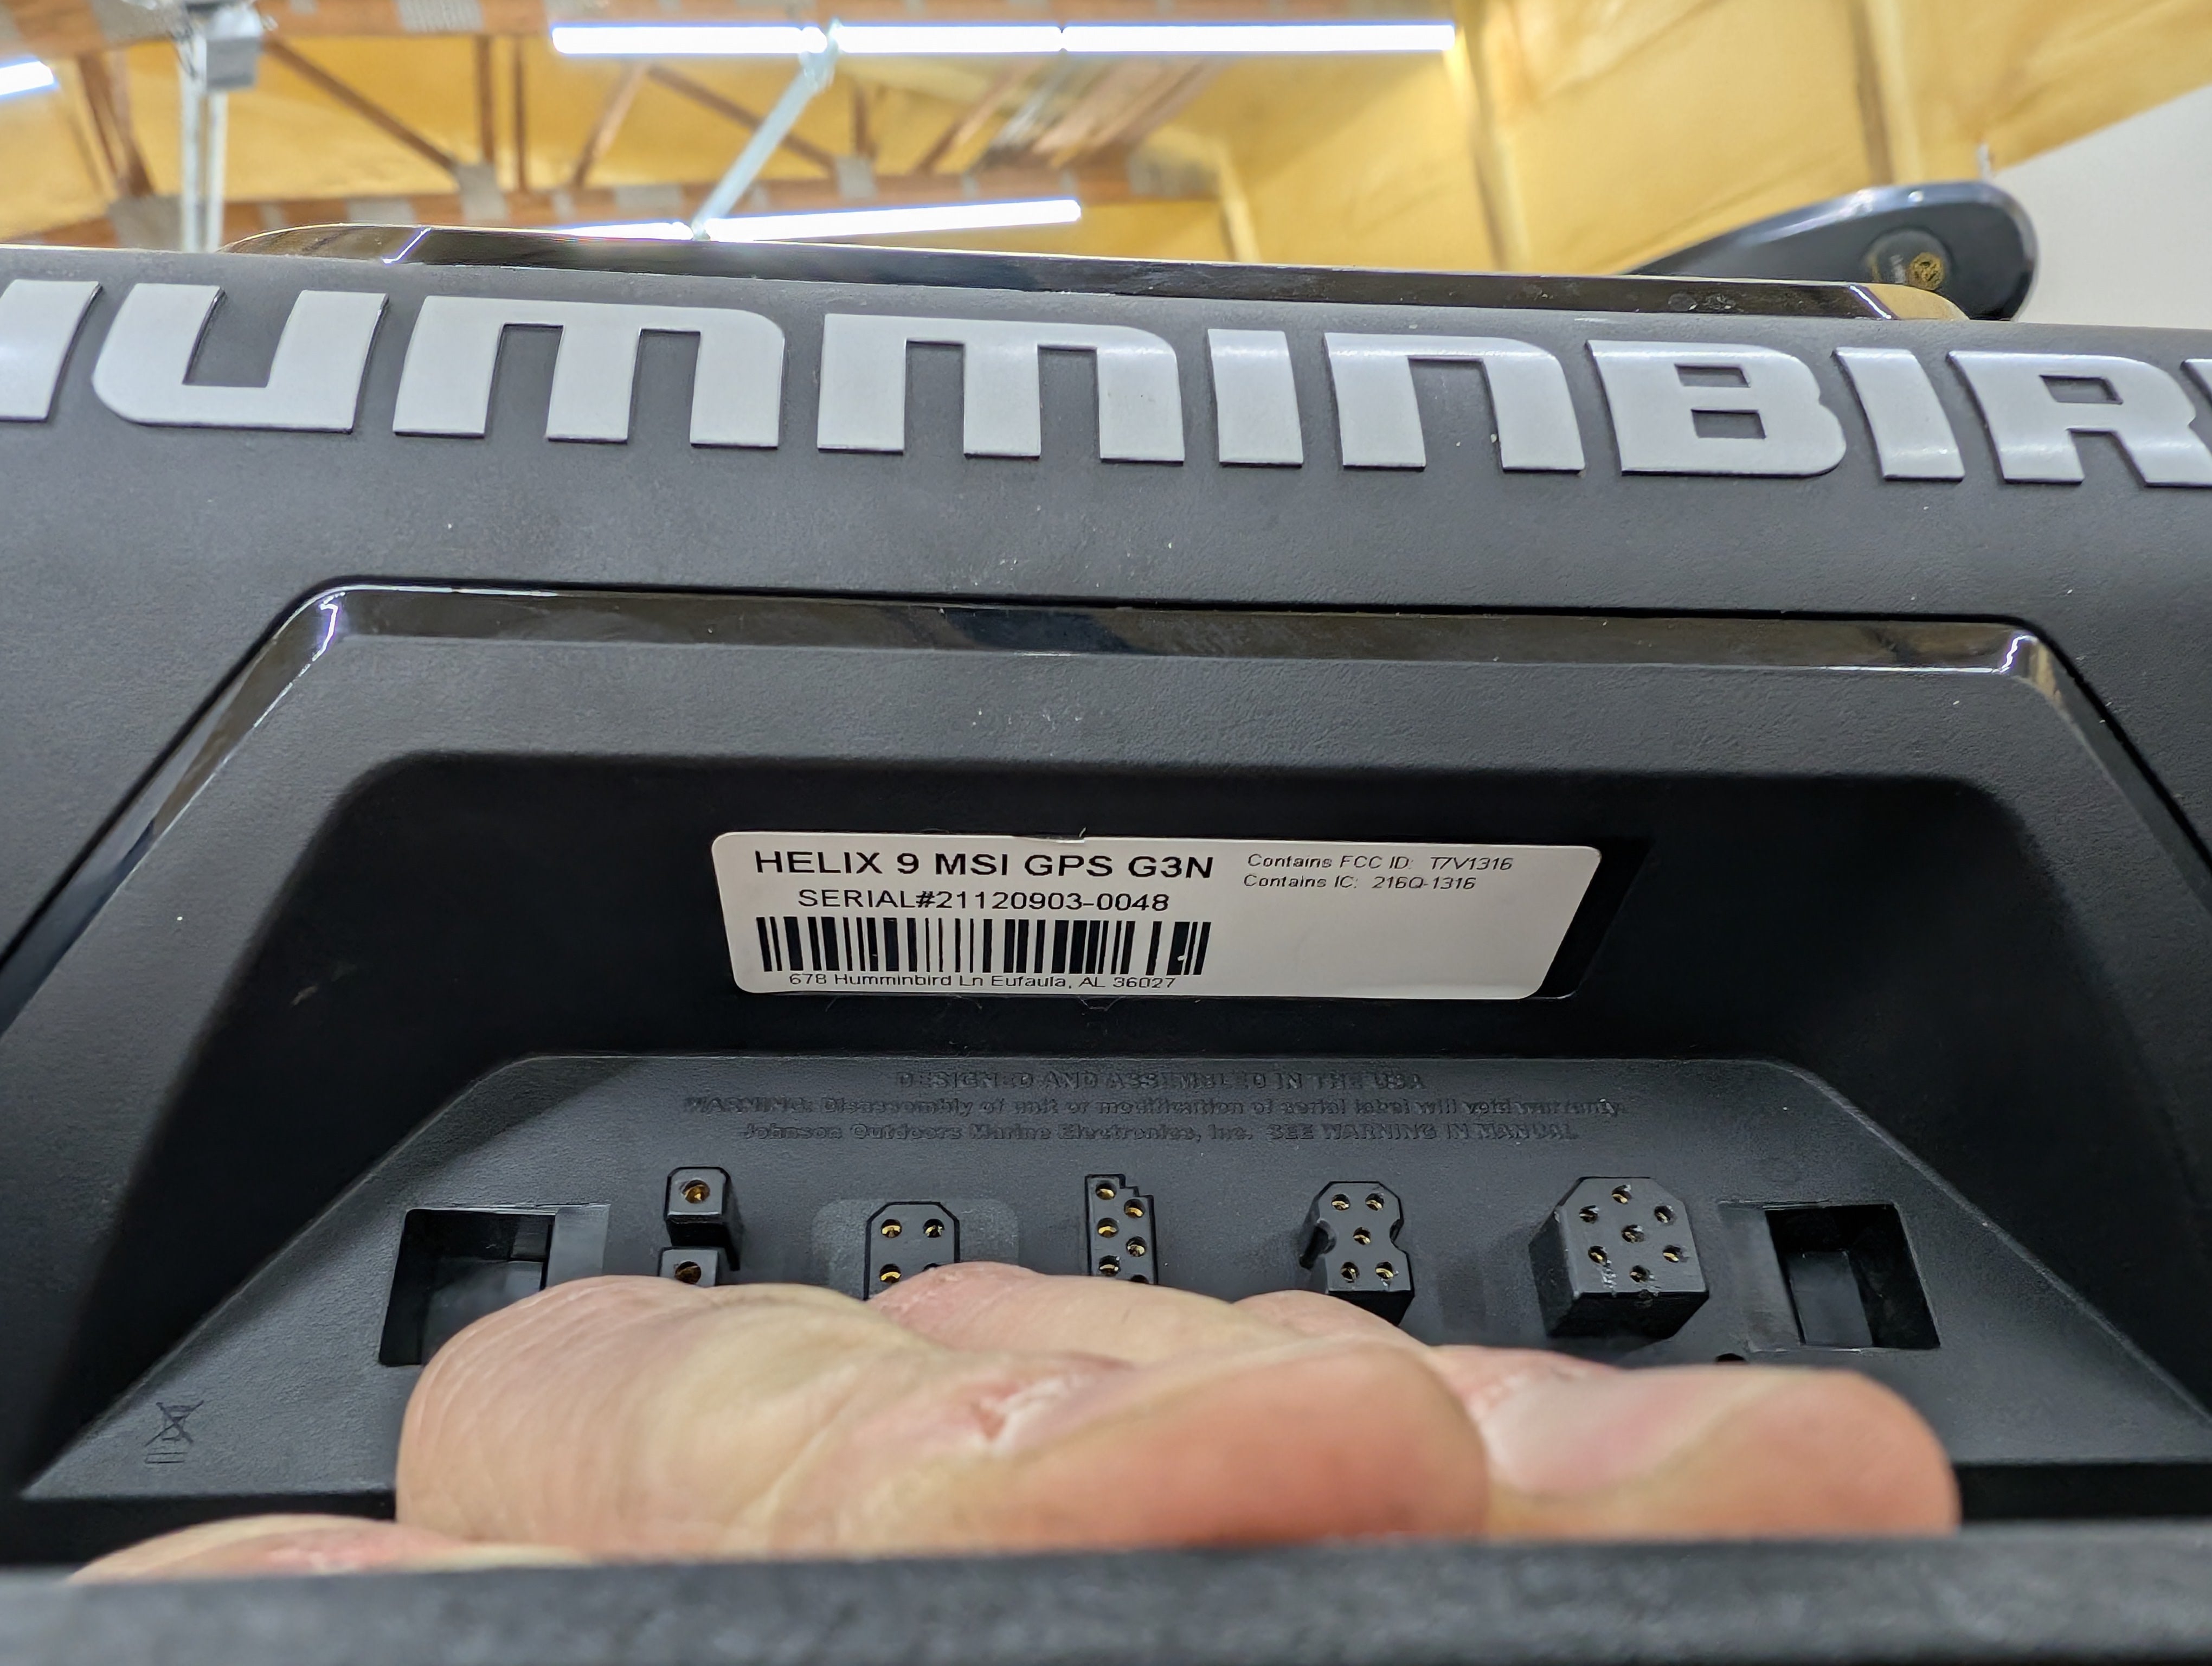 HUMMINBIR
HELIX 9 MSI GPS G3N
SERIAL#21120903-0048
678 Humminbird Ln Eufaula, AL 36027
Contains FCC ID: T7V1316
Contains IC: 216Q-1316
DESIGNED AND ASSEMBLED IN THE USA
WARNING: Disassembly of unit or modification of serial label will void warranty.
Johnson Outdoors Marine Electronics, Inc. SEE WARNING IN MANUAL